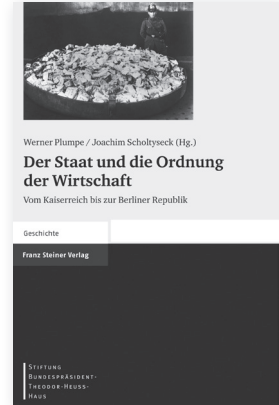 Werner Plumpe / Joachim Scholtyseck (Hg.)
Der Staat und die Ordnung
der Wirtschaft
Vom Kaiserreich bis zur Berliner Republik
Geschichte
Franz Steiner Verlag
STIFTUNG
BUNDESPRÄSIDENT-
THEODOR-HEUSS-
HAUS